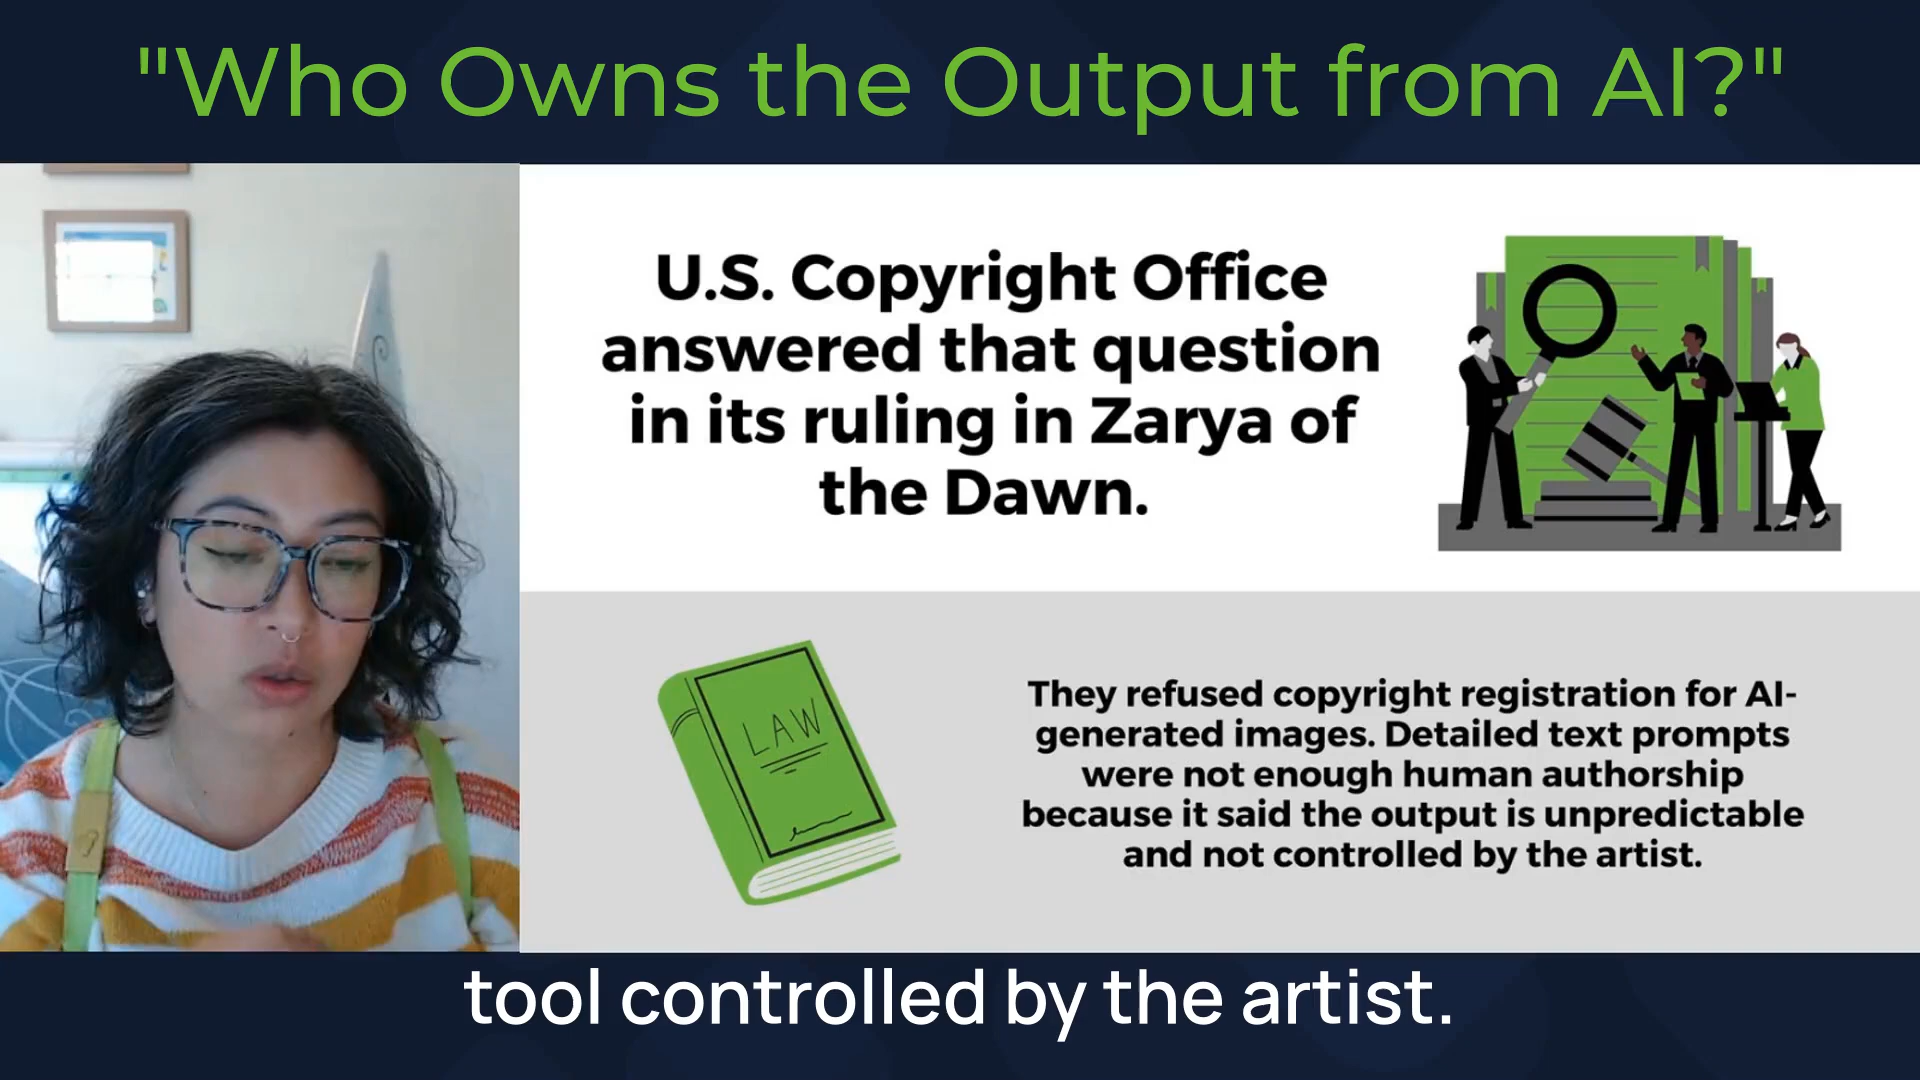 "Who Owns the Output from AI?"
U.S. Copyright Office
answered that question
in its ruling in Zarya of
the Dawn.
LAW
They refused copyright registration for AI-
generated images. Detailed text prompts
were not enough human authorship
because it said the output is unpredictable
and not controlled by the artist.
tool controlled by the artist.